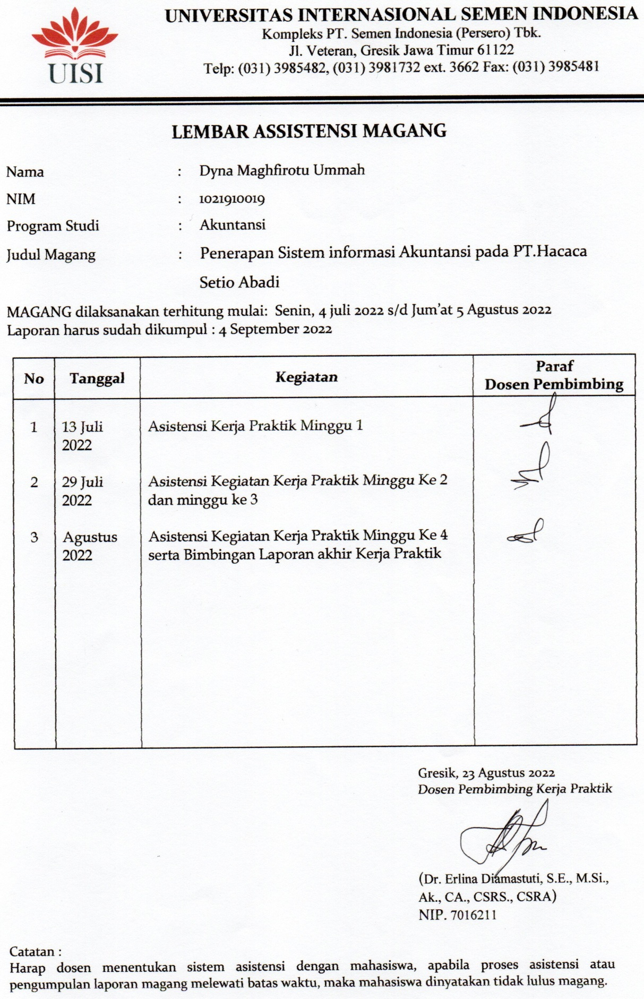 UISI
UNIVERSITAS INTERNASIONAL SEMEN INDONESIA
Kompleks PT. Semen Indonesia (Persero) Tbk.
Jl. Veteran, Gresik Jawa Timur 61122
Telp: (031) 3985482, (031) 3981732 ext. 3662 Fax: (031) 3985481
LEMBAR ASSISTENSI MAGANG
Nama : Dyna Maghfirotu Ummah
NIM : 1021910019
Program Studi : Akuntansi
Judul Magang : Penerapan Sistem informasi Akuntansi pada PT.Hacaca
Setio Abadi
MAGANG dilaksanakan terhitung mulai: Senin, 4 juli 2022 s/d Jum'at 5 Agustus 2022
Laporan harus sudah dikumpul : 4 September 2022
No Tanggal Kegiatan Paraf
Dosen Pembimbing
1 13 Juli Asistensi Kerja Praktik Minggu 1
2022
2 29 Juli Asistensi Kegiatan Kerja Praktik Minggu Ke 2
2022 dan minggu ke 3
3 Agustus Asistensi Kegiatan Kerja Praktik Minggu Ke 4
2022 serta Bimbingan Laporan akhir Kerja Praktik
Gresik, 23 Agustus 2022
Dosen Pembimbing Kerja Praktik
(Dr. Erlina Diamastuti, S.E., M.Si.,
Ak., CA., CSRS., CSRA)
NIP. 7016211
Catatan :
Harap dosen menentukan sistem asistensi dengan mahasiswa, apabila proses asistensi atau
pengumpulan laporan magang melewati batas waktu, maka mahasiswa dinyatakan tidak lulus magang.